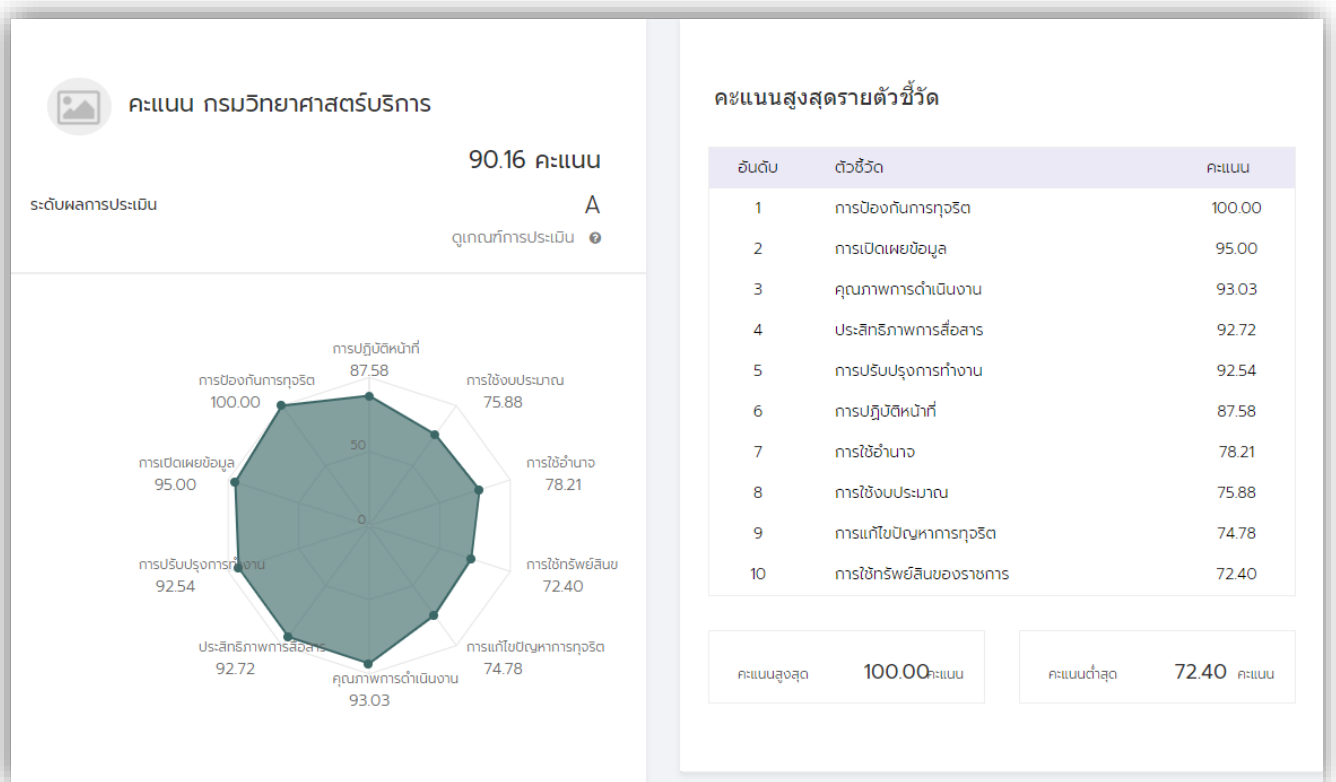 คะแนน กรมวิทยาศาสตร์บริการ
90.16 คะแนน
ระดับผลการประเมิน A
ดูเกณฑ์การประเมิน
การปฏิบัติหน้าที่
87.58
การใช้งบประมาณ
75.88
การใช้อำนาจ
78.21
การใช้ทรัพย์สินข
72.40
การแก้ไขปัญหาการทุจริต
74.78
คุณภาพการดำเนินงาน
93.03
ประสิทธิภาพการสื่อสาร
92.72
การปรับปรุงการทำงาน
92.54
การเปิดเผยข้อมูล
95.00
การป้องกันการทุจริต
100.00
50
0
คะแนนสูงสุดรายตัวชี้วัด
อันดับ ตัวชี้วัด คะแนน
1 การป้องกันการทุจริต 100.00
2 การเปิดเผยข้อมูล 95.00
3 คุณภาพการดำเนินงาน 93.03
4 ประสิทธิภาพการสื่อสาร 92.72
5 การปรับปรุงการทำงาน 92.54
6 การปฏิบัติหน้าที่ 87.58
7 การใช้อำนาจ 78.21
8 การใช้งบประมาณ 75.88
9 การแก้ไขปัญหาการทุจริต 74.78
10 การใช้ทรัพย์สินของราชการ 72.40
คะแนนสูงสุด 100.00 คะแนน
คะแนนต่ำสุด 72.40 คะแนน